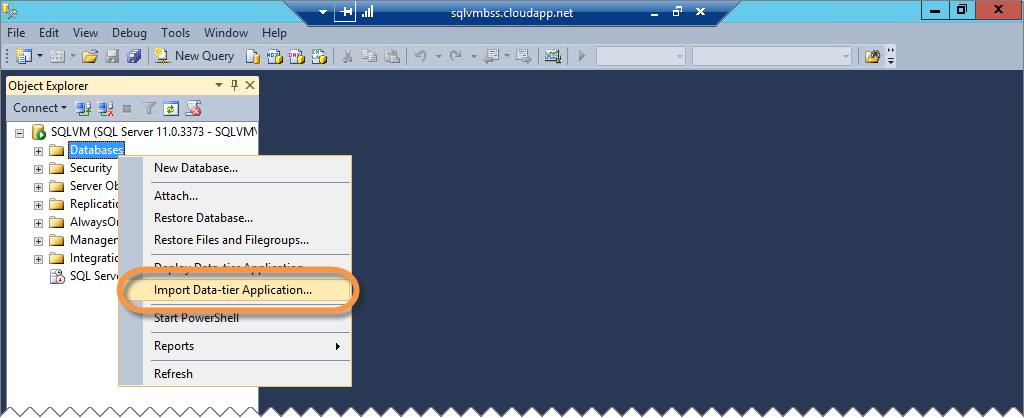 sqlvmbss.cloudapp.net
File Edit View Debug Tools Window Help
New Query
Object Explorer
Connect
SQLVM (SQL Server 11.0.3373 - SQLVM\
Databases
Security
Server Ob
Replicatio
AlwaysOn
Managem
Integratio
SQL Serve
New Database...
Attach...
Restore Database...
Restore Files and Filegroups...
Deploy Data-tier Application...
Import Data-tier Application...
Start PowerShell
Reports
Refresh